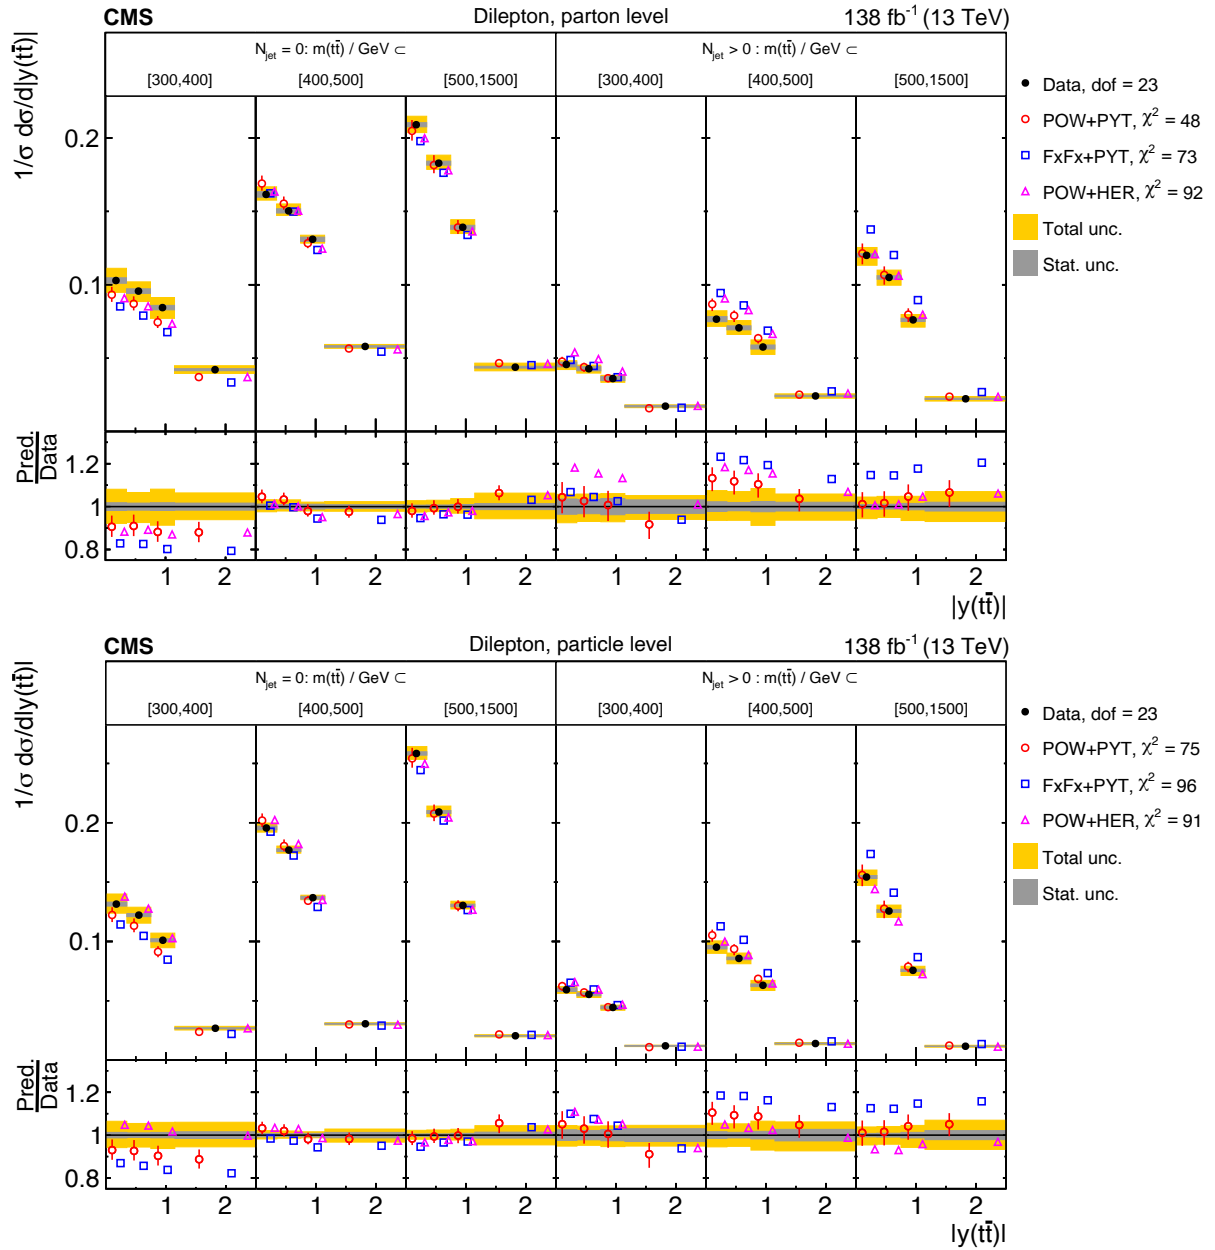 CMS Dilepton, parton level 138 fb⁻¹ (13 TeV)
N_jet = 0: m(tt̄) / GeV ⊂ N_jet > 0 : m(tt̄) / GeV ⊂
[300,400] [400,500] [500,1500] [300,400] [400,500] [500,1500]
1/σ dσ/d|y(tt̄)|
0.2
0.1
Data, dof = 23
POW+PYT, χ² = 48
FxFx+PYT, χ² = 73
POW+HER, χ² = 92
Total unc.
Stat. unc.
Pred.
Data
1.2
1
0.8
1 2 1 2 1 2 1 2 1 2 1 2
|y(tt̄)|
CMS Dilepton, particle level 138 fb⁻¹ (13 TeV)
N_jet = 0: m(tt̄) / GeV ⊂ N_jet > 0 : m(tt̄) / GeV ⊂
[300,400] [400,500] [500,1500] [300,400] [400,500] [500,1500]
1/σ dσ/d|y(tt̄)|
0.2
0.1
Data, dof = 23
POW+PYT, χ² = 75
FxFx+PYT, χ² = 96
POW+HER, χ² = 91
Total unc.
Stat. unc.
Pred.
Data
1.2
1
0.8
1 2 1 2 1 2 1 2 1 2 1 2
|y(tt̄)|